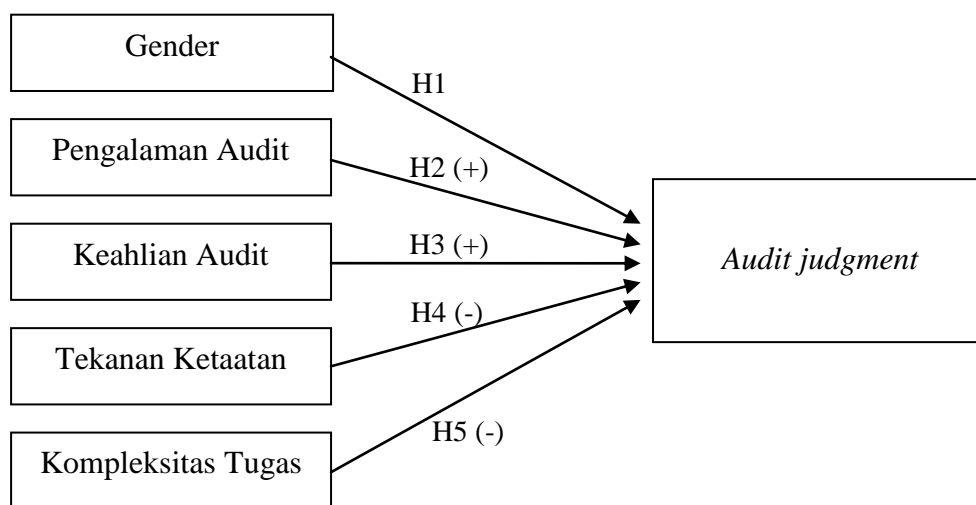 Gender
H1
Pengalaman Audit
H2 (+)
Keahlian Audit
H3 (+)
Audit judgment
H4 (-)
Tekanan Ketaatan
H5 (-)
Kompleksitas Tugas